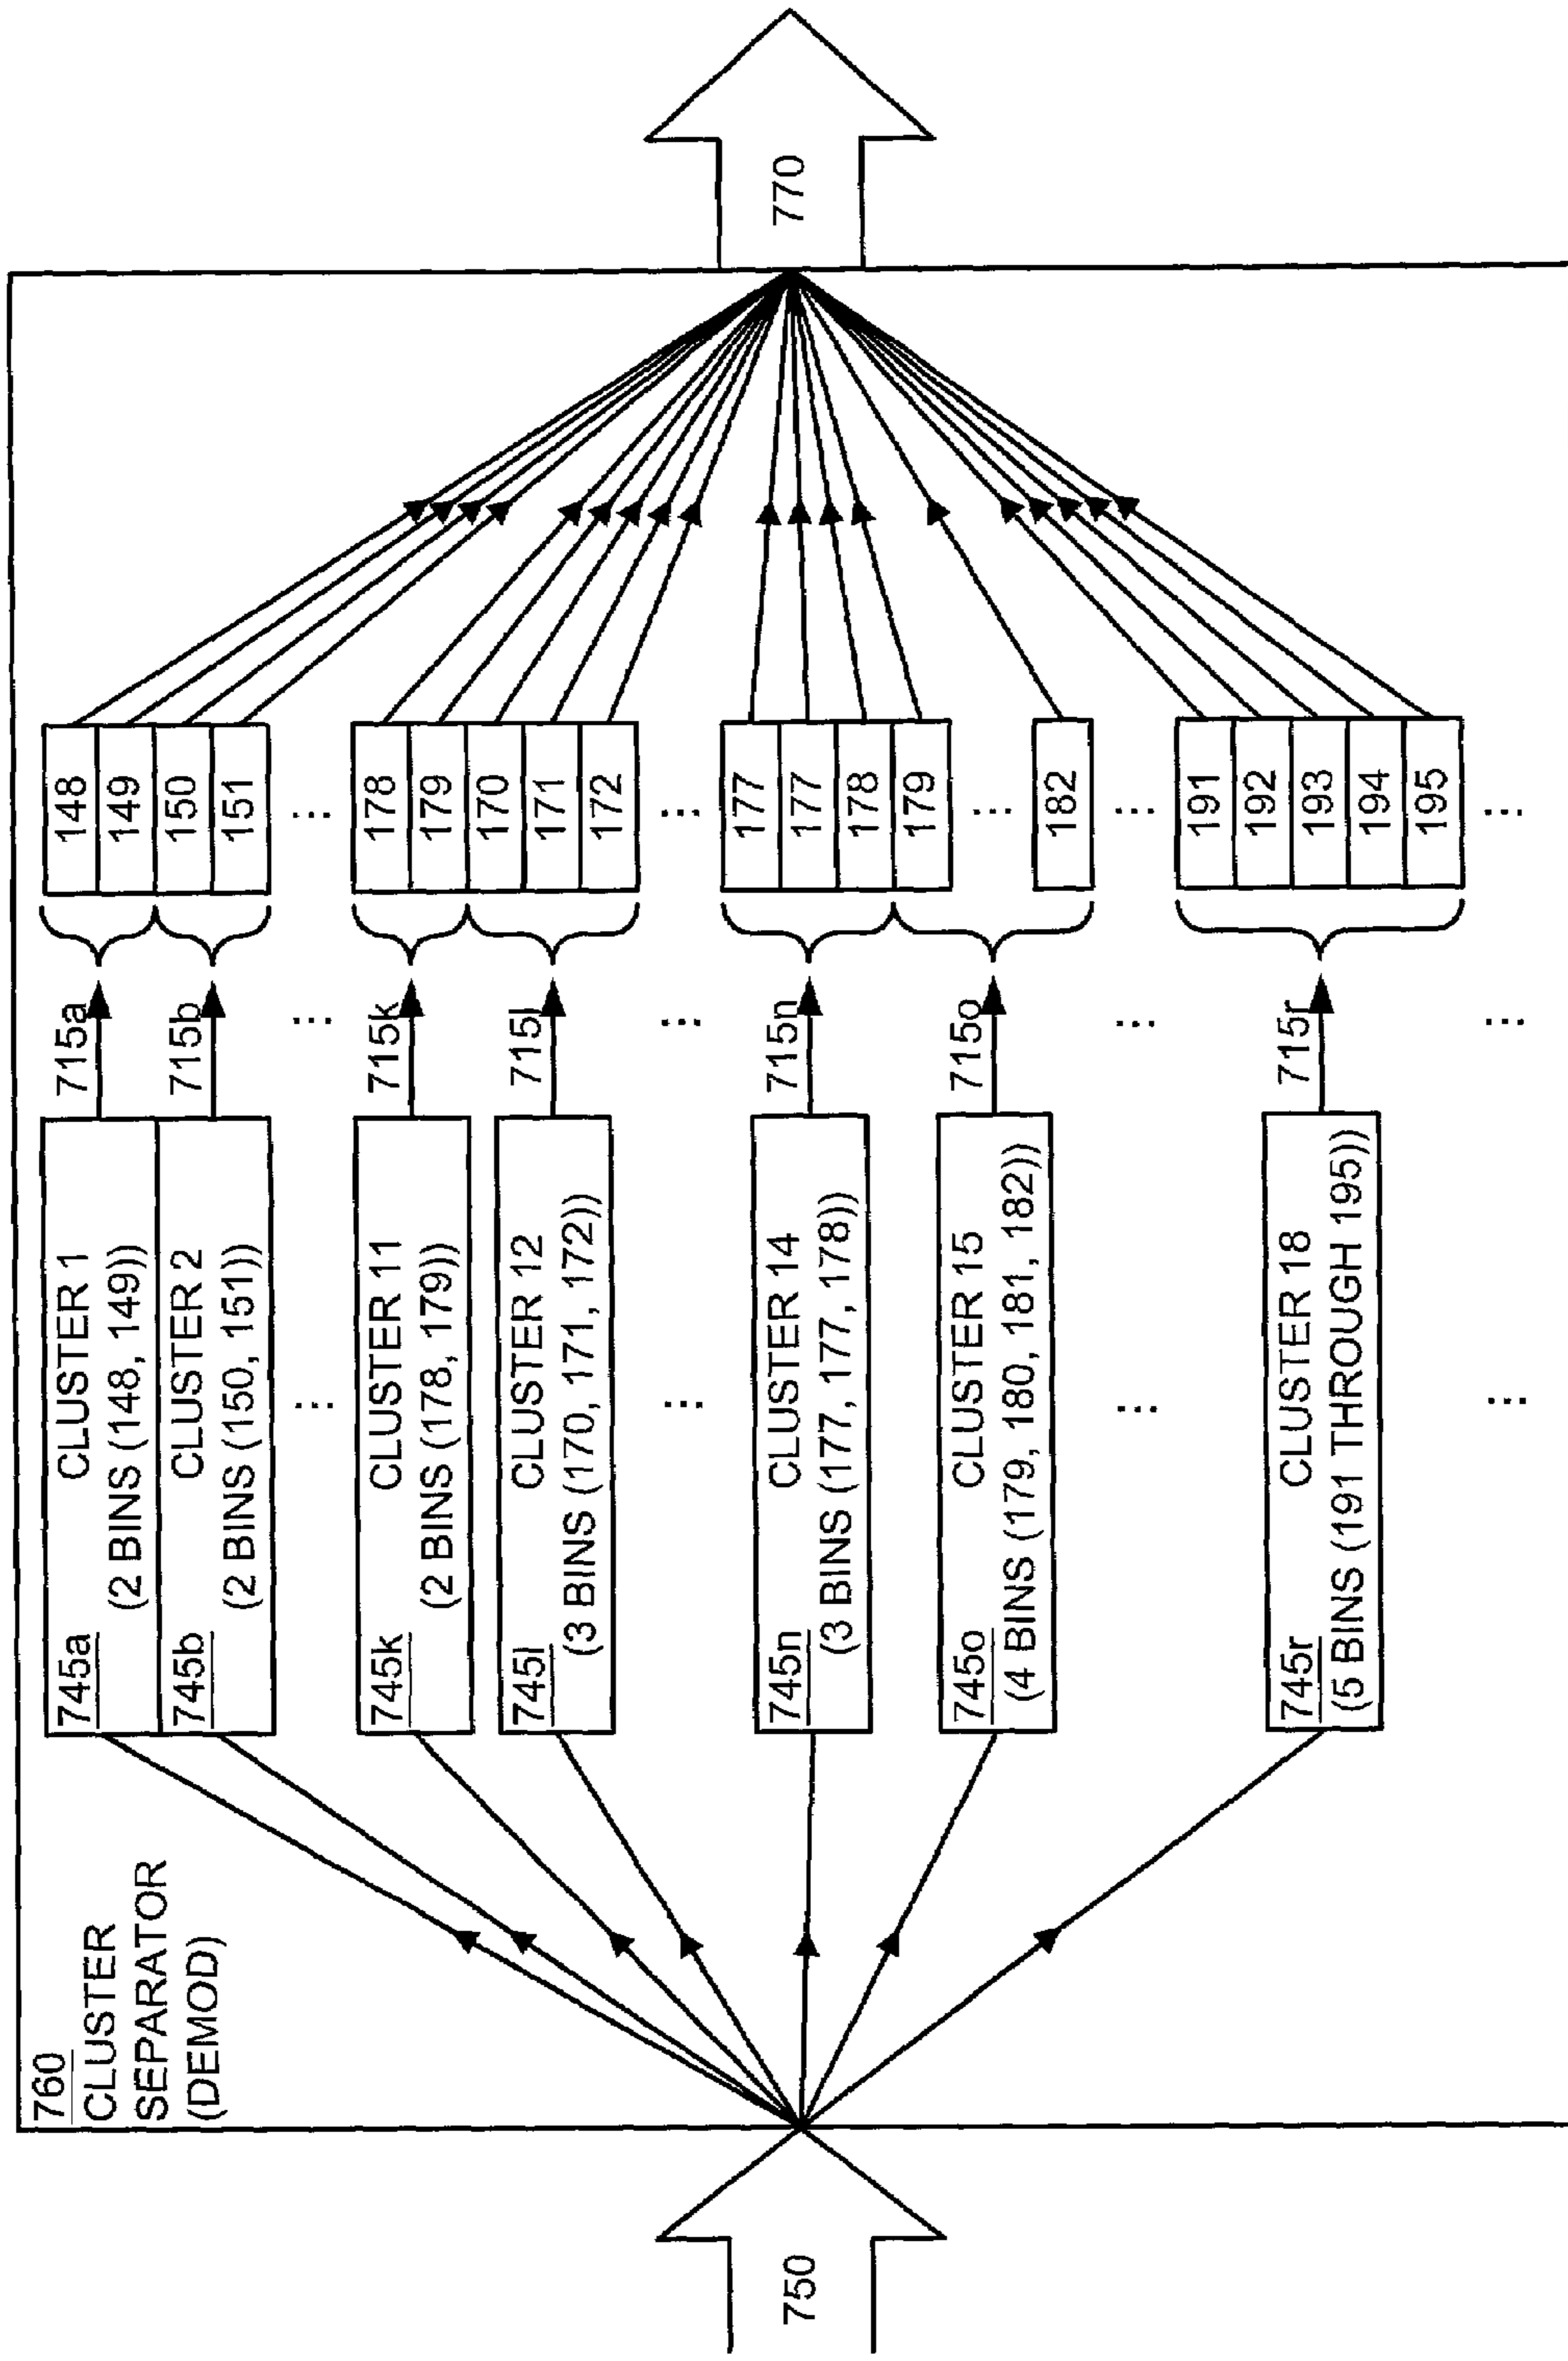 760
CLUSTER
SEPARATOR
(DEMOD)
750
745a CLUSTER 1
(2 BINS (148, 149))
745b CLUSTER 2
(2 BINS (150, 151))
...
745k CLUSTER 11
(2 BINS (178, 179))
745l CLUSTER 12
(3 BINS (170, 171, 172))
...
745n CLUSTER 14
(3 BINS (177, 177, 178))
745o CLUSTER 15
(4 BINS (179, 180, 181, 182))
...
745r CLUSTER 18
(5 BINS (191 THROUGH 195))
...
715a
715b
...
715k
715l
...
715n
715o
...
715r
...
148
149
150
151
...
178
179
170
171
172
...
177
177
178
179
...
182
...
191
192
193
194
195
...
770